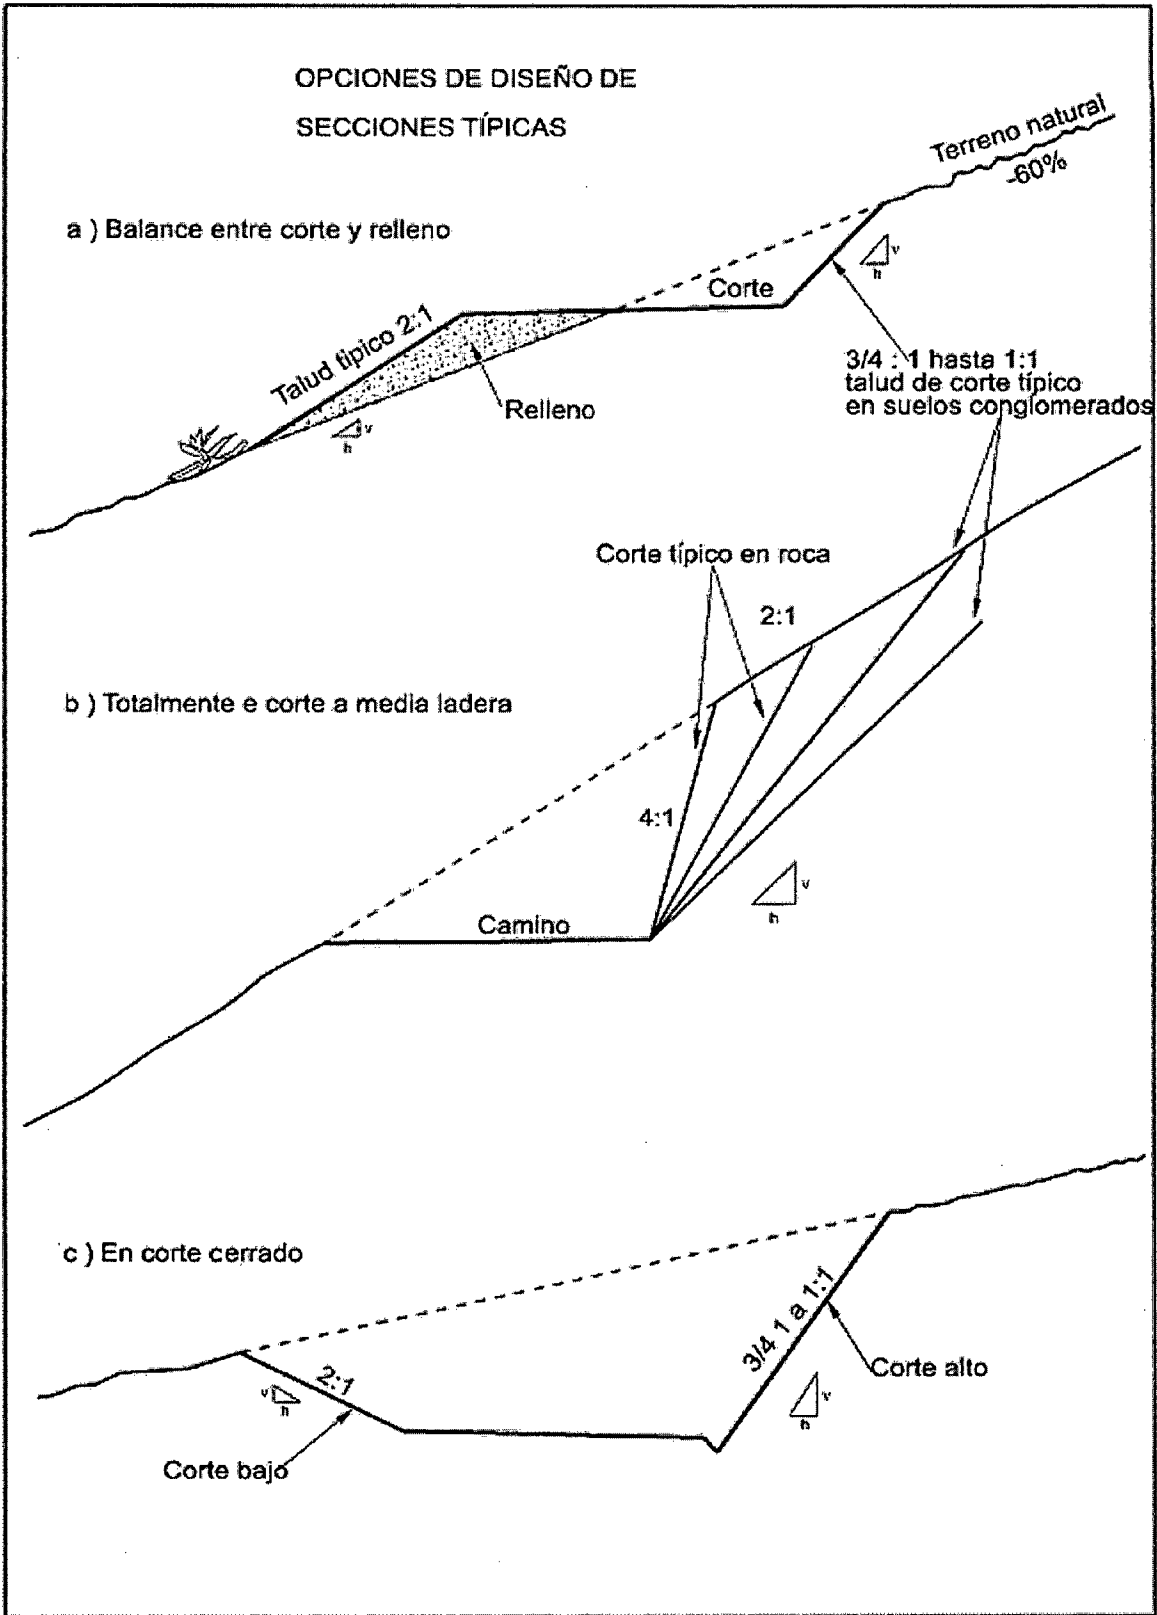 OPCIONES DE DISEÑO DE
SECCIONES TÍPICAS
Terreno natural
-60%
a ) Balance entre corte y relleno
v
h
Corte
Talud típico 2:1
3/4 : 1 hasta 1:1
talud de corte típico
en suelos conglomerados
Relleno
v
h
Corte típico en roca
2:1
b ) Totalmente e corte a media ladera
4:1
v
h
Camino
c ) En corte cerrado
3/4 1 a 1:1
2:1
v
h
Corte alto
v
h
Corte bajo